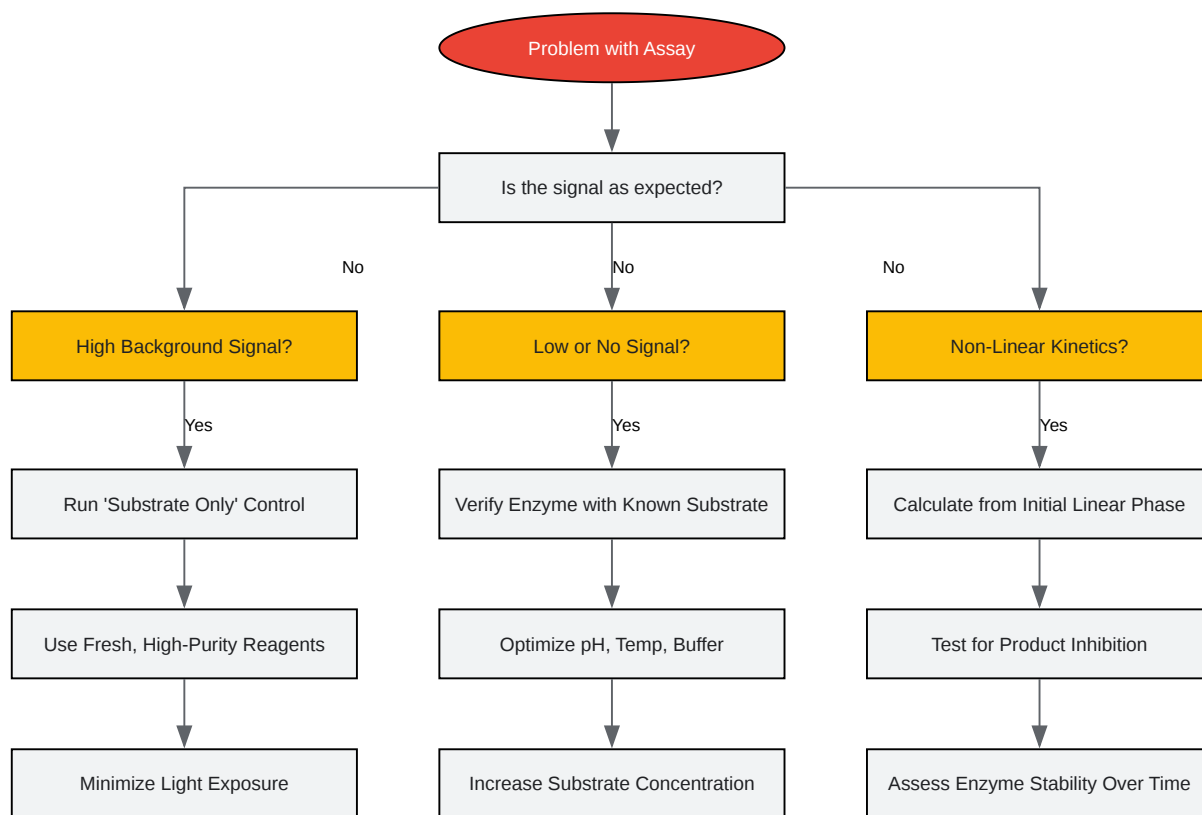 Problem with Assay
Is the signal as expected?
No
No
No
High Background Signal?
Low or No Signal?
Non-Linear Kinetics?
Yes
Yes
Yes
Run 'Substrate Only' Control
Verify Enzyme with Known Substrate
Calculate from Initial Linear Phase
Use Fresh, High-Purity Reagents
Optimize pH, Temp, Buffer
Test for Product Inhibition
Minimize Light Exposure
Increase Substrate Concentration
Assess Enzyme Stability Over Time